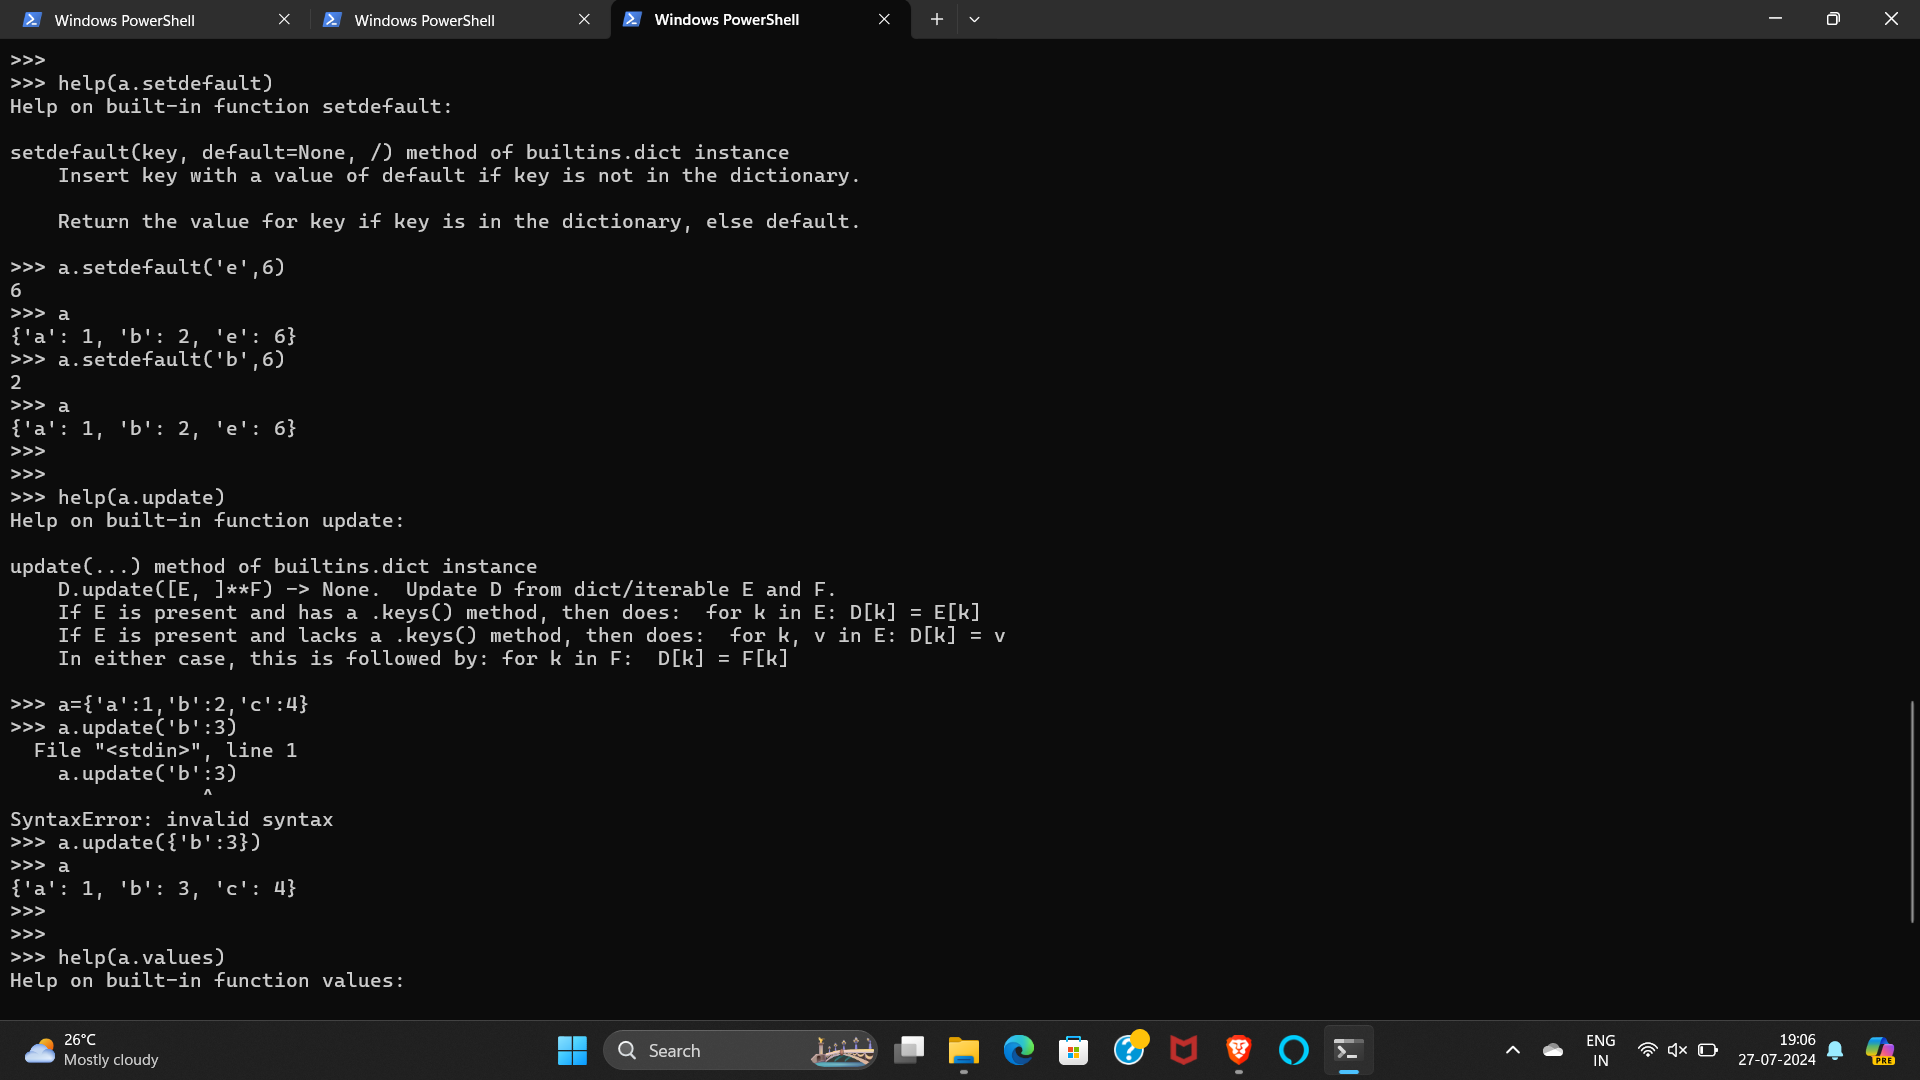 Windows PowerShell
Windows PowerShell
Windows PowerShell
>>>
>>> help(a.setdefault)
Help on built-in function setdefault:
setdefault(key, default=None, /) method of builtins.dict instance
    Insert key with a value of default if key is not in the dictionary.
    Return the value for key if key is in the dictionary, else default.
>>> a.setdefault('e',6)
6
>>> a
{'a': 1, 'b': 2, 'e': 6}
>>> a.setdefault('b',6)
2
>>> a
{'a': 1, 'b': 2, 'e': 6}
>>>
>>>
>>> help(a.update)
Help on built-in function update:
update(...) method of builtins.dict instance
    D.update([E, ]**F) -> None.  Update D from dict/iterable E and F.
    If E is present and has a .keys() method, then does:  for k in E: D[k] = E[k]
    If E is present and lacks a .keys() method, then does:  for k, v in E: D[k] = v
    In either case, this is followed by: for k in F:  D[k] = F[k]
>>> a={'a':1,'b':2,'c':4}
>>> a.update('b':3)
  File "<stdin>", line 1
    a.update('b':3)
                ^
SyntaxError: invalid syntax
>>> a.update({'b':3})
>>> a
{'a': 1, 'b': 3, 'c': 4}
>>>
>>>
>>> help(a.values)
Help on built-in function values:
26°C
Mostly cloudy
Search
ENG
IN
19:06
27-07-2024
PRE